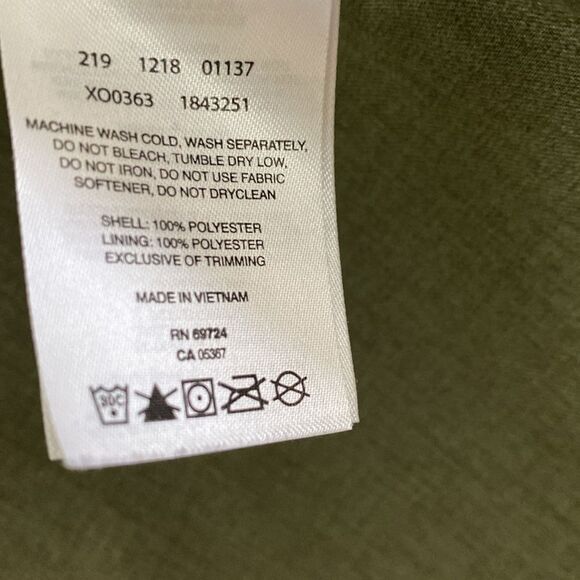 219 1218 01137
XO0363 1843251
MACHINE WASH COLD, WASH SEPARATELY,
DO NOT BLEACH, TUMBLE DRY LOW,
DO NOT IRON, DO NOT USE FABRIC
SOFTENER, DO NOT DRYCLEAN
SHELL: 100% POLYESTER
LINING: 100% POLYESTER
EXCLUSIVE OF TRIMMING
MADE IN VIETNAM
RN 69724
CA 05367
30C